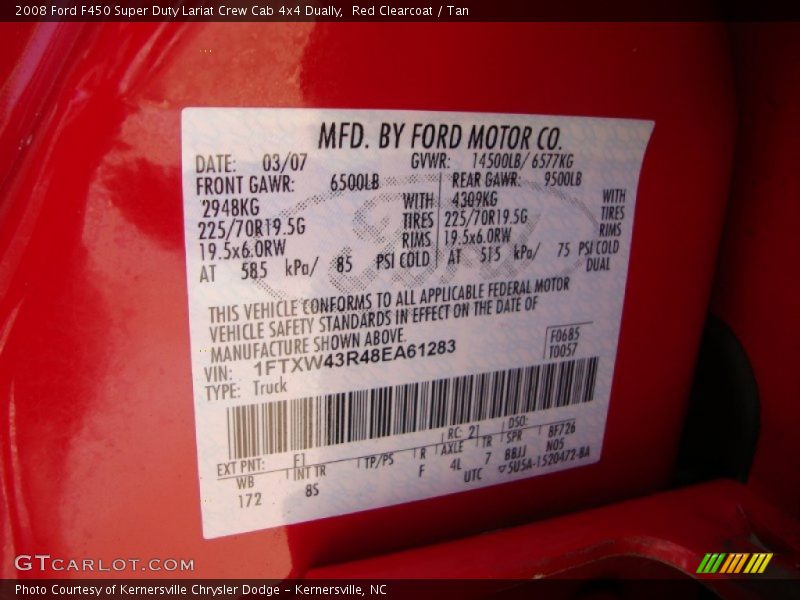 2008 Ford F450 Super Duty Lariat Crew Cab 4x4 Dually, Red Clearcoat / Tan
MFD. BY FORD MOTOR CO.
DATE: 03/07 GVWR: 14500LB/ 6577KG
FRONT GAWR: 6500LB REAR GAWR: 9500LB
2948KG WITH 4309KG WITH
225/70R19.5G TIRES 225/70R19.5G TIRES
19.5x6.0RW RIMS 19.5x6.0RW RIMS
AT 585 kPa/ 85 PSI COLD AT 515 kPa/ 75 PSI COLD
DUAL
THIS VEHICLE CONFORMS TO ALL APPLICABLE FEDERAL MOTOR
VEHICLE SAFETY STANDARDS IN EFFECT ON THE DATE OF
MANUFACTURE SHOWN ABOVE.
F0685
T0057
VIN: 1FTXW43R48EA61283
TYPE: Truck
EXT PNT: F1 RC: 21 DSO:
WB INT TR TP/PS R AXLE TR SPR 8F726
172 8S F 4L 7 BBJJ N05
UTC ▽5U5A-1520472-BA
GTCARLOT.COM
Photo Courtesy of Kernersville Chrysler Dodge – Kernersville, NC